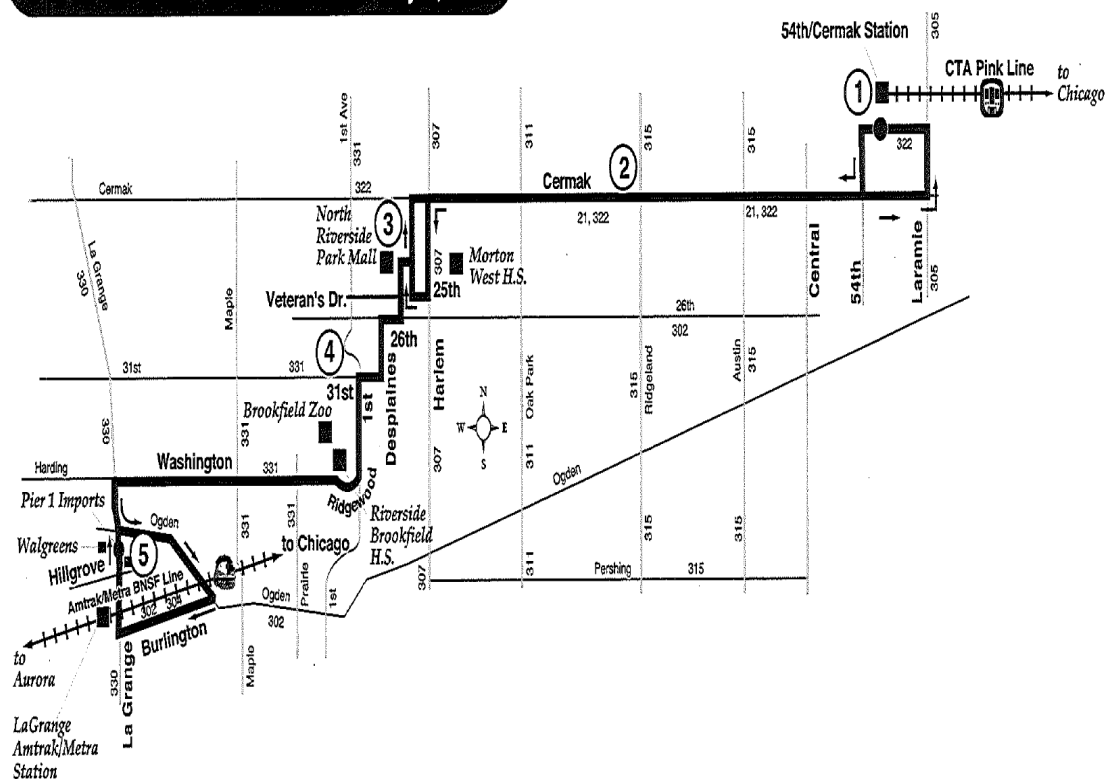 54th/Cermak Station
305
CTA Pink Line
to
Chicago
1
322
1st Ave
331
307
311
315
315
Cermak
322
Cermak
2
21, 322
21, 322
North
Riverside
Park Mall
3
307
Morton
West H.S.
Central
54th
Laramie
305
La Grange
330
Maple
Veteran's Dr.
25th
26th
302
26th
4
31st
331
331
31st
1st
Desplaines
Harlem
Oak Park
315
Ridgeland
Austin
315
N
W
E
S
Brookfield Zoo
330
331
Harding
Washington
331
Ridgewood
307
311
Ogden
Pier 1 Imports
Ogden
Walgreens
5
Hillgrove
331
331
to Chicago
Riverside
Brookfield
H.S.
315
315
Amtrak/Metra BNSF Line
302 304
Prairie
1st
307
311
Pershing
315
Ogden
302
Burlington
to
Aurora
330
La Grange
Maple
LaGrange
Amtrak/Metra
Station